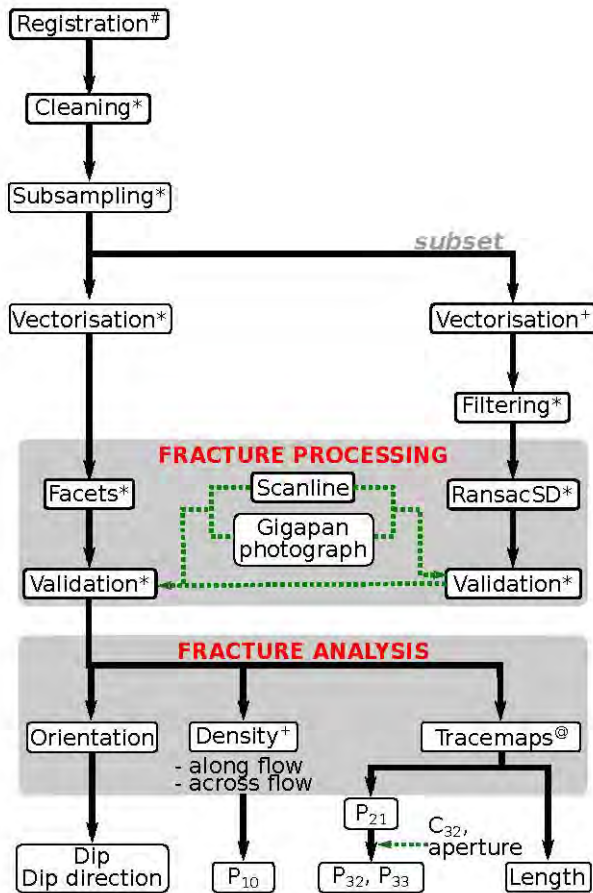 Registration#
Cleaning*
Subsampling*
subset
Vectorisation*
Vectorisation+
Filtering*
FRACTURE PROCESSING
Facets*
Scanline
RansacSD*
Gigapan
photograph
Validation*
Validation*
FRACTURE ANALYSIS
Orientation
Density+
Tracemaps@
- along flow
- across flow
P21
C32,
aperture
Dip
Dip direction
P10
P32, P33
Length